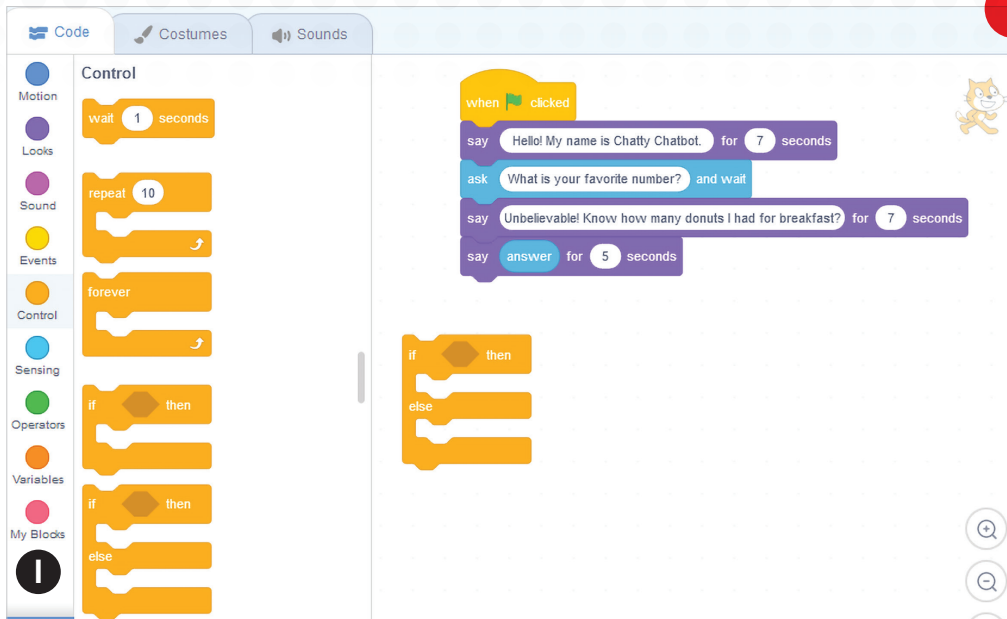 Code
Costumes
Sounds
Motion
Looks
Sound
Events
Control
Sensing
Operators
Variables
My Blocks
I
Control
wait 1 seconds
repeat 10
forever
if then
if then
else
when clicked
say Hello! My name is Chatty Chatbot. for 7 seconds
ask What is your favorite number? and wait
say Unbelievable! Know how many donuts I had for breakfast? for 7 seconds
say answer for 5 seconds
if then
else